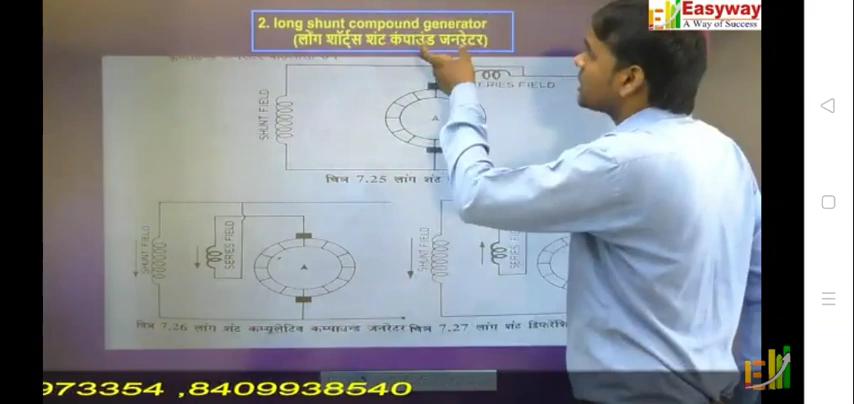 2. long shunt compound generator
(लोंग शॉर्ट्स शंट कंपाउंड जनरेटर)
Easyway
A Way of Success
SERIES FIELD
SHUNT FIELD
A
चित्र 7.25 लांग शंट
SHUNT FIELD
SERIES FIELD
A
SHUNT FIELD
SERIES
चित्र 7.26 लांग शंट कम्यूलेटिव कम्पाउन्ड जनरेटर चित्र 7.27 लांग शंट
973354 ,8409938540